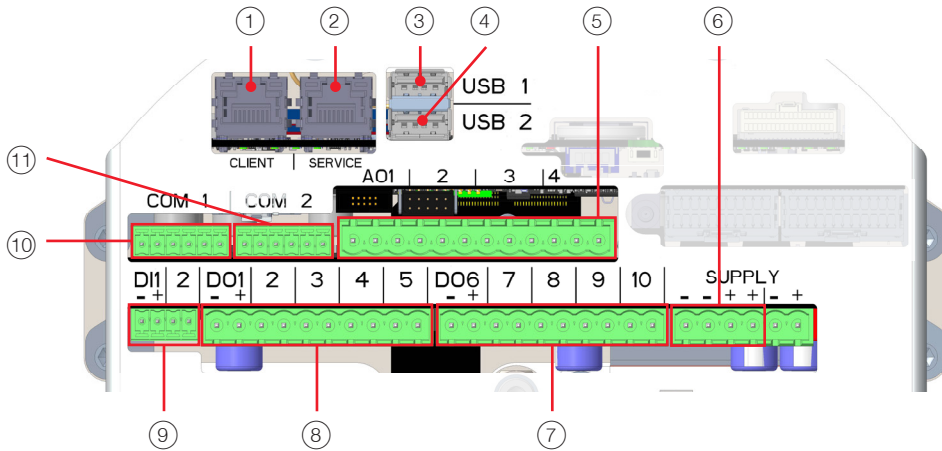 1 2 3 4 5 6
USB 1
USB 2
CLIENT SERVICE
11
AO1 2 3 4
COM 1 COM 2
10
DI1 2 DO1 2 3 4 5 DO6 7 8 9 10 SUPPLY
- + - + - + - - + + - +
9 8 7